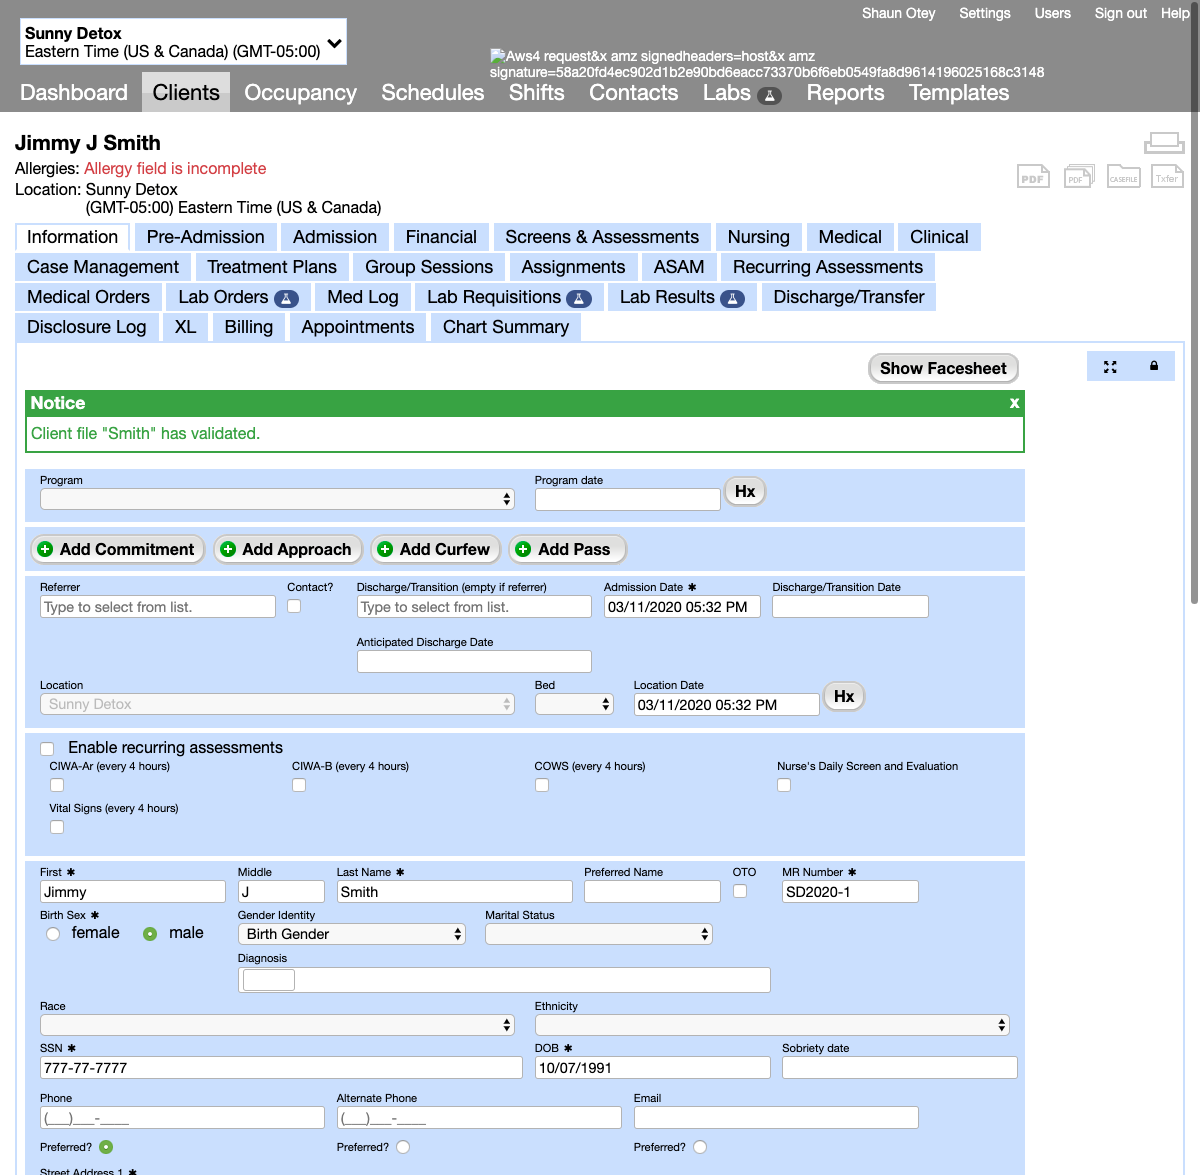 Shaun Otey Settings Users Sign out Help
Sunny Detox
Eastern Time (US & Canada) (GMT-05:00)
Aws4 request&x amz signedheaders=host&x amz
signature=58a20fd4ec902d1b2e90bd6eacc73370b6f6eb0549fa8d9614196025168c3148
Dashboard Clients Occupancy Schedules Shifts Contacts Labs Reports Templates
Jimmy J Smith
Allergies: Allergy field is incomplete
Location: Sunny Detox
(GMT-05:00) Eastern Time (US & Canada)
PDF PDF CASEFILE Txfer
Information Pre-Admission Admission Financial Screens & Assessments Nursing Medical Clinical
Case Management Treatment Plans Group Sessions Assignments ASAM Recurring Assessments
Medical Orders Lab Orders Med Log Lab Requisitions Lab Results Discharge/Transfer
Disclosure Log XL Billing Appointments Chart Summary
Show Facesheet
Notice x
Client file "Smith" has validated.
Program Program date
Hx
Add Commitment Add Approach Add Curfew Add Pass
Referrer Contact? Discharge/Transition (empty if referrer) Admission Date ✱ Discharge/Transition Date
Type to select from list. Type to select from list. 03/11/2020 05:32 PM
Anticipated Discharge Date
Location Bed Location Date
Sunny Detox 03/11/2020 05:32 PM Hx
Enable recurring assessments
CIWA-Ar (every 4 hours) CIWA-B (every 4 hours) COWS (every 4 hours) Nurse's Daily Screen and Evaluation
Vital Signs (every 4 hours)
First ✱ Middle Last Name ✱ Preferred Name OTO MR Number ✱
Jimmy J Smith SD2020-1
Birth Sex ✱ Gender Identity Marital Status
female male Birth Gender
Diagnosis
Race Ethnicity
SSN ✱ DOB ✱ Sobriety date
777-77-7777 10/07/1991
Phone Alternate Phone Email
(__)___-____ (__)___-____
Preferred? Preferred? Preferred?
Street Address 1 ✱